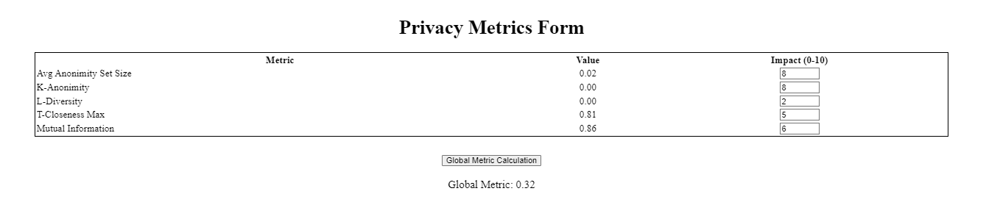 Privacy Metrics Form
Metric Value Impact (0-10)
Avg Anonimity Set Size 0.02 8
K-Anonimity 0.00 8
L-Diversity 0.00 2
T-Closeness Max 0.81 5
Mutual Information 0.86 6
Global Metric Calculation
Global Metric: 0.32